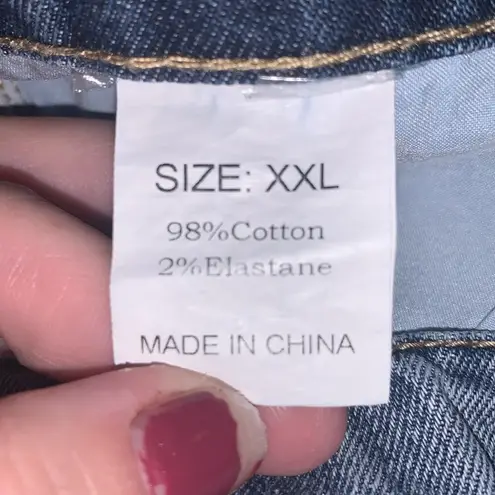 SIZE: XXL
98%Cotton
2%Elastane
MADE IN CHINA